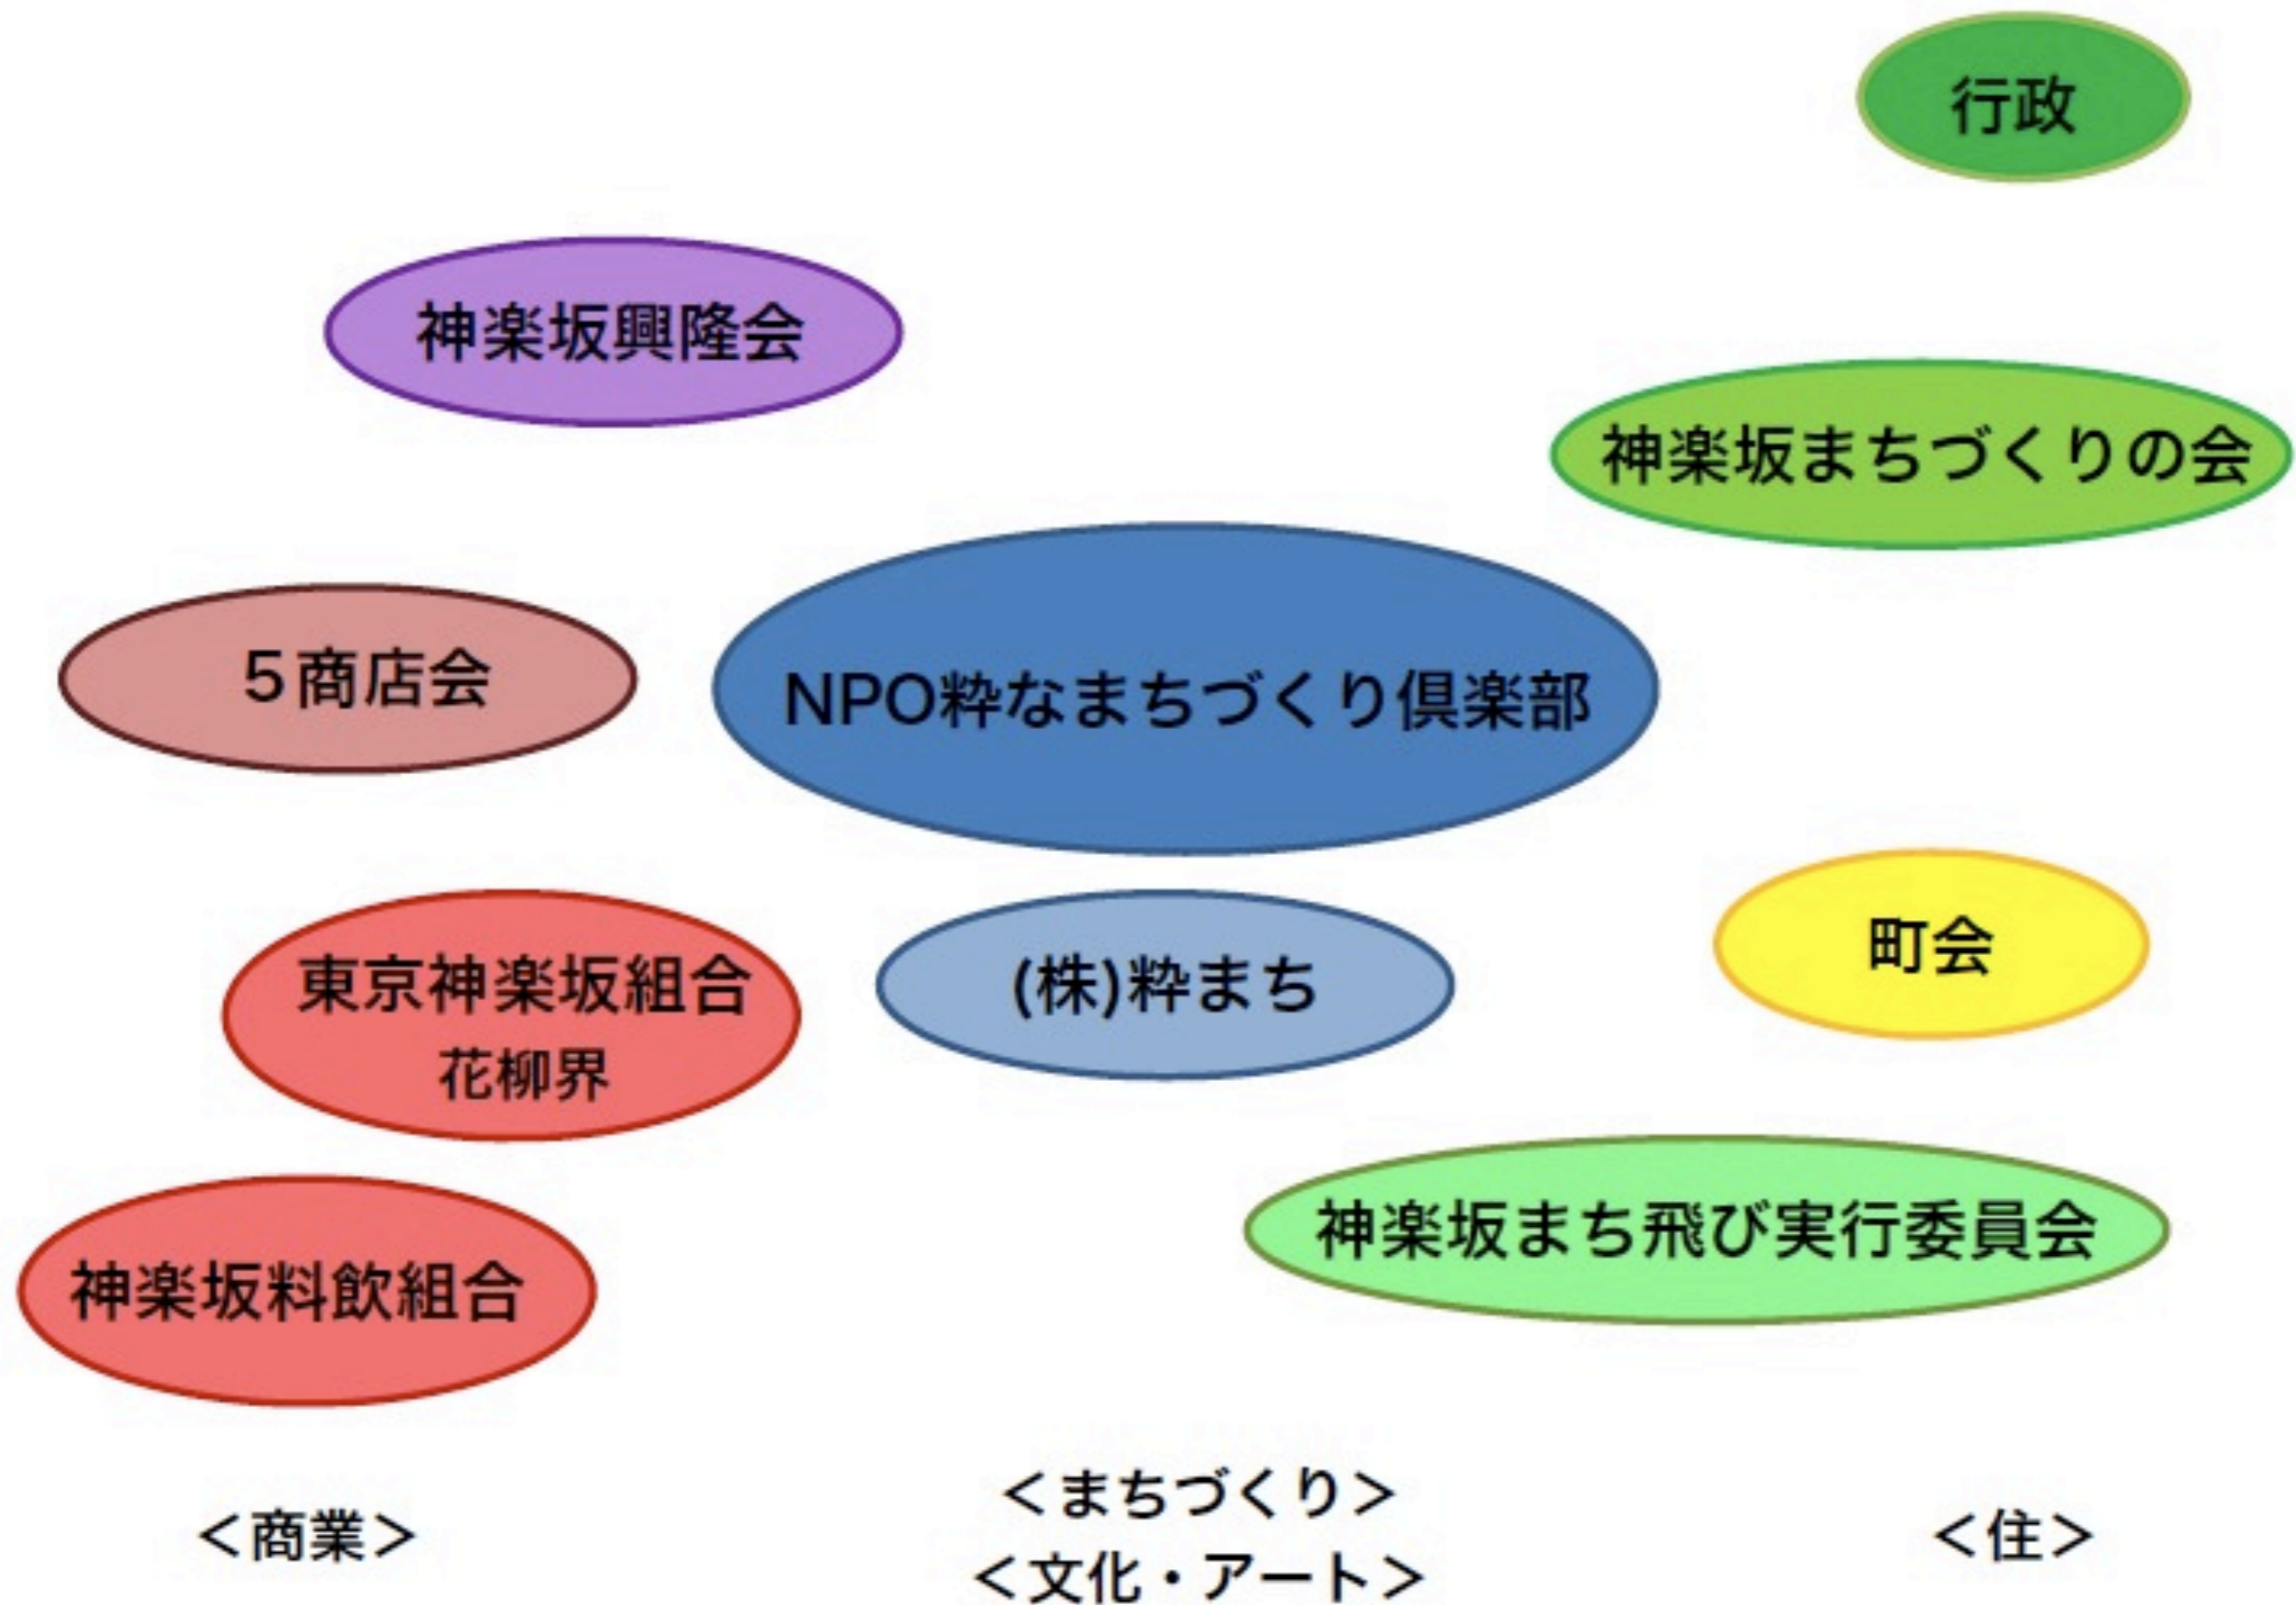 行政
神楽坂興隆会
神楽坂まちづくりの会
５商店会
NPO粋なまちづくり倶楽部
町会
東京神楽坂組合
花柳界
(株)粋まち
神楽坂まち飛び実行委員会
神楽坂料飲組合
＜商業＞
＜まちづくり＞
＜文化・アート＞
＜住＞